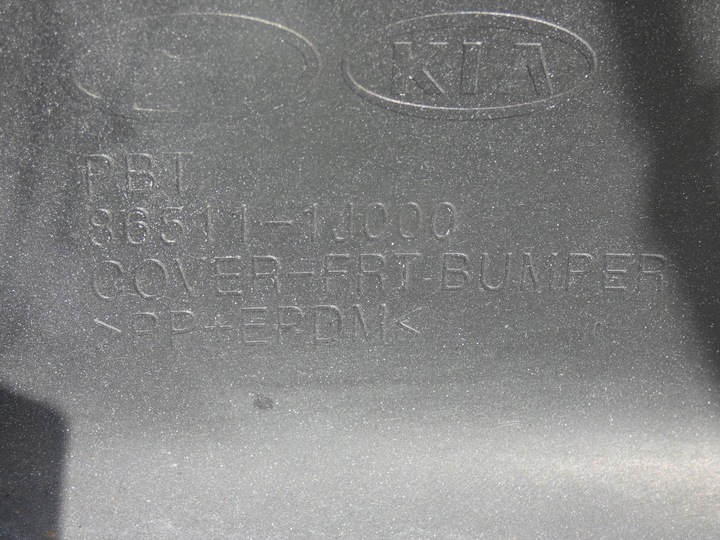 KIA
PBT
86511-1J000
COVER-FRT BUMPER
>PP+EPDM<